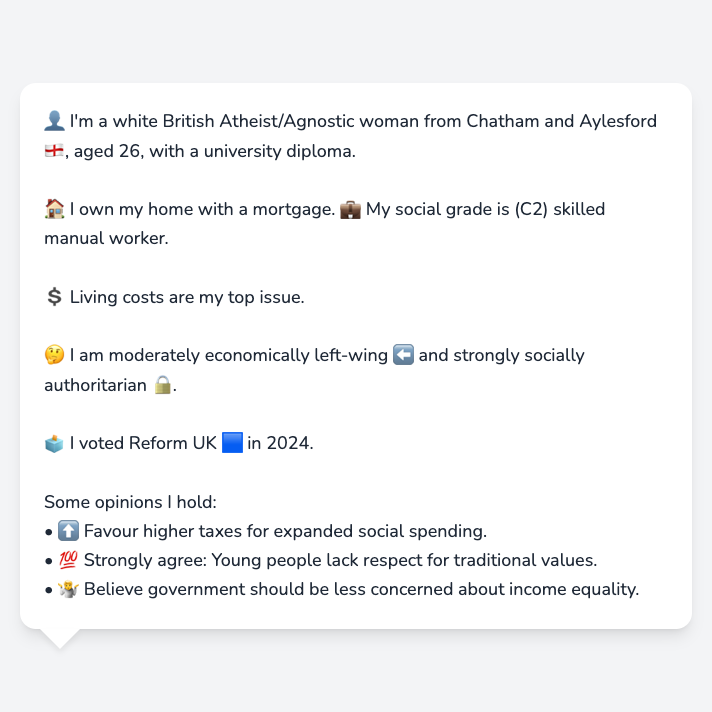 👤 I'm a white British Atheist/Agnostic woman from Chatham and Aylesford
🏴󠁧󠁢󠁥󠁮󠁧󠁿, aged 26, with a university diploma.
🏠 I own my home with a mortgage. 💼 My social grade is (C2) skilled
manual worker.
💲 Living costs are my top issue.
🤔 I am moderately economically left-wing ⬅️ and strongly socially
authoritarian 🔒.
🗳️ I voted Reform UK 🟦 in 2024.
Some opinions I hold:
• ⬆️ Favour higher taxes for expanded social spending.
• 💯 Strongly agree: Young people lack respect for traditional values.
• 🤷‍♀️ Believe government should be less concerned about income equality.